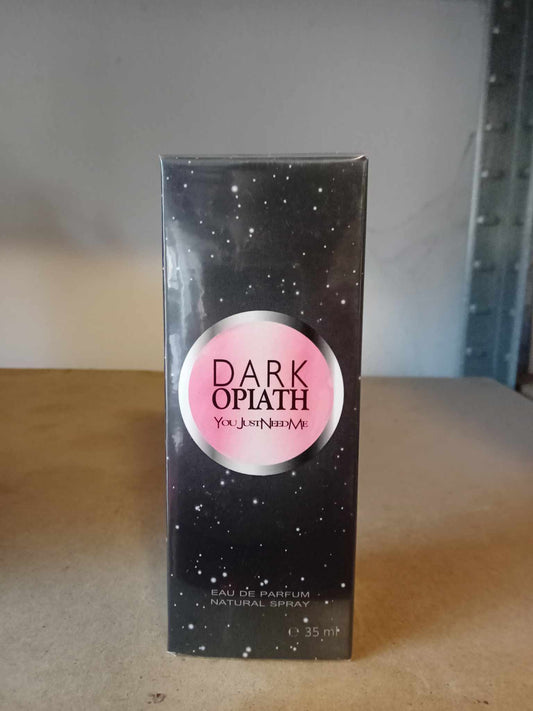 DARK
OPIATH
YOU JUST NEED ME
EAU DE PARFUM
NATURAL SPRAY
℮ 35 ml